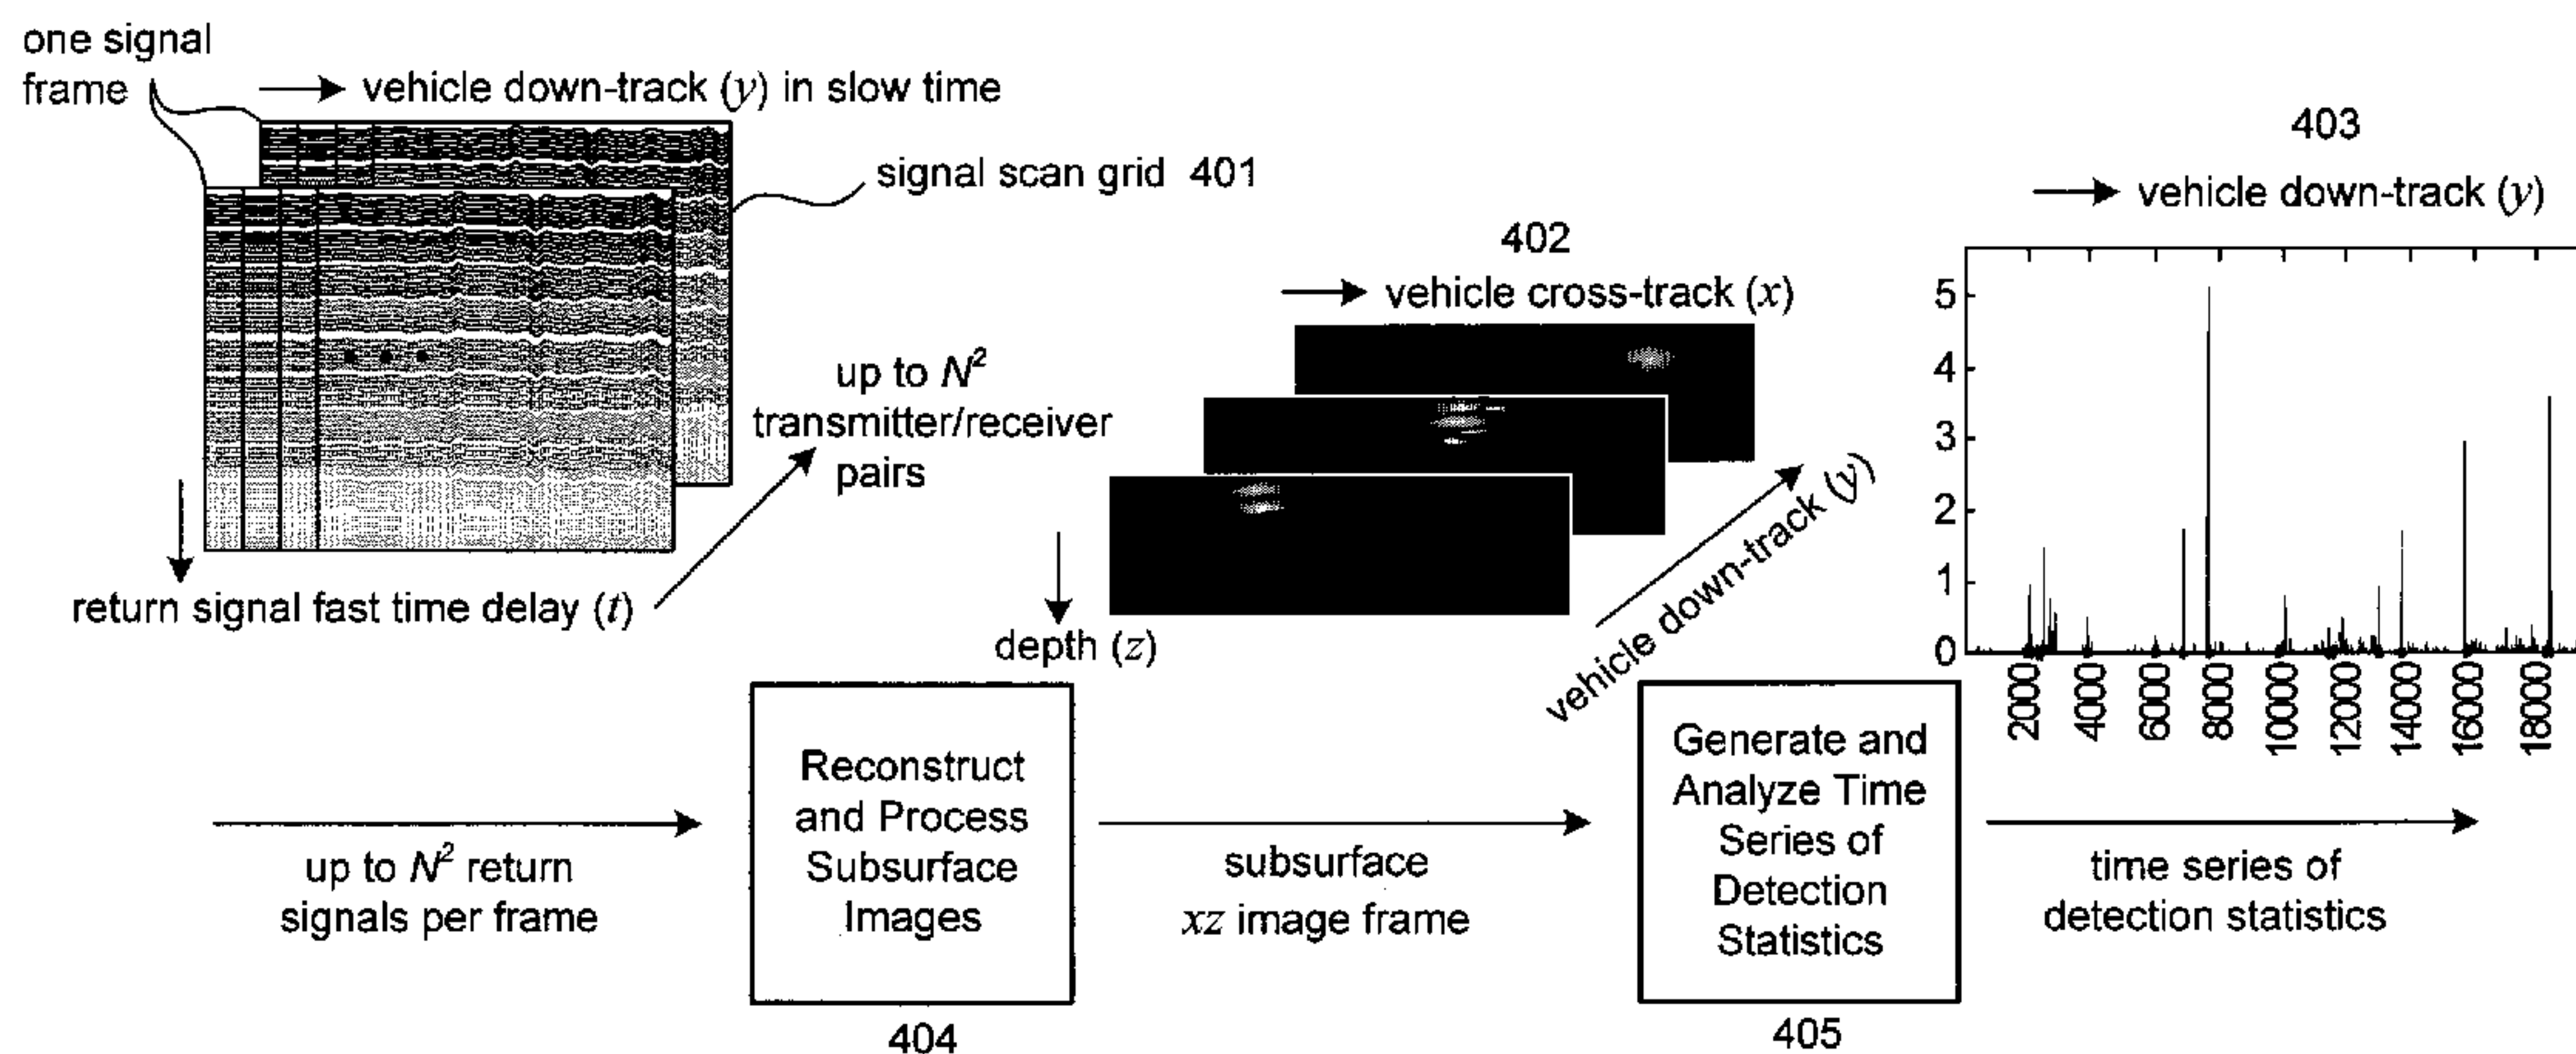 one signal
frame
vehicle down-track (y) in slow time
signal scan grid 401
up to N²
transmitter/receiver
pairs
return signal fast time delay (t)
402
vehicle cross-track (x)
depth (z)
vehicle down-track (y)
403
vehicle down-track (y)
5
4
3
2
1
0
2000
4000
6000
8000
10000
12000
14000
16000
18000
up to N² return
signals per frame
Reconstruct
and Process
Subsurface
Images
404
subsurface
xz image frame
Generate and
Analyze Time
Series of
Detection
Statistics
405
time series of
detection statistics